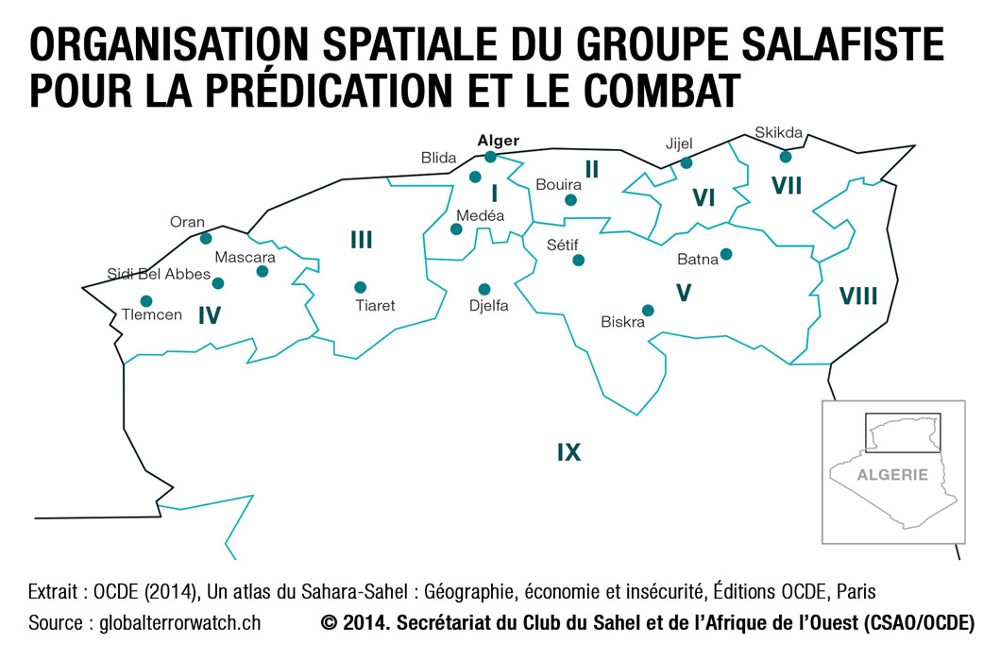 ORGANISATION SPATIALE DU GROUPE SALAFISTE
POUR LA PRÉDICATION ET LE COMBAT
Skikda
Alger
Jijel
Blida
II
VII
Bouira
I
VI
Medéa
Oran
III
Sétif
Mascara
Batna
Sidi Bel Abbes
V
VIII
Tiaret
Djelfa
Tlemcen
IV
Biskra
IX
ALGERIE
Extrait : OCDE (2014), Un atlas du Sahara-Sahel : Géographie, économie et insécurité, Éditions OCDE, Paris
Source : globalterrorwatch.ch
© 2014. Secrétariat du Club du Sahel et de l’Afrique de l’Ouest (CSAO/OCDE)